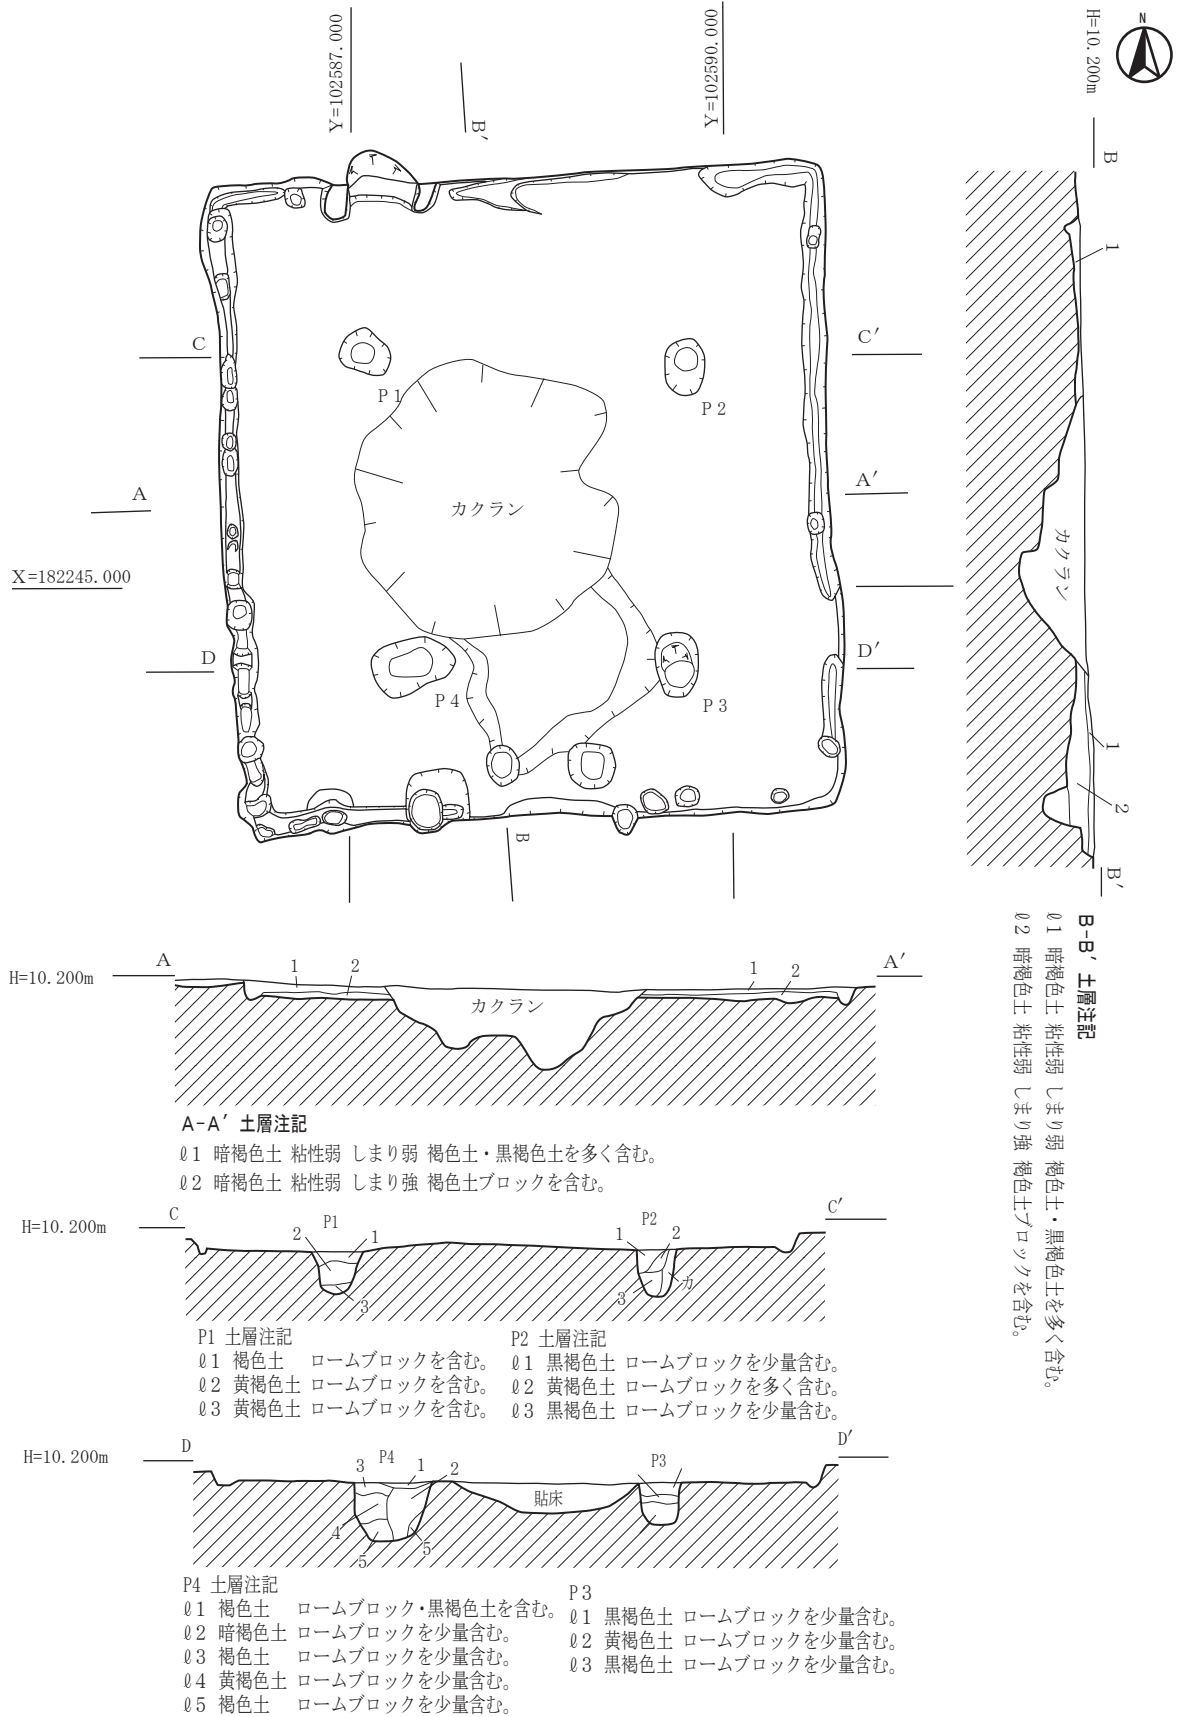 Y=102587.000
Y=102590.000
H=10.200m
N
B′
B
C
C′
P1
P2
1
A
A′
カクラン
カクラン
X=182245.000
D
D′
P4
P3
1
2
B
B′
B-B′ 土層注記
ℓ1 暗褐色土 粘性弱 しまり弱 褐色土・黒褐色土を多く含む。
ℓ2 暗褐色土 粘性弱 しまり強 褐色土ブロックを含む。
H=10.200m
A
1
2
カクラン
1
2
A′
A-A′ 土層注記
ℓ1 暗褐色土 粘性弱 しまり弱 褐色土・黒褐色土を多く含む。
ℓ2 暗褐色土 粘性弱 しまり強 褐色土ブロックを含む。
H=10.200m
C
P1
2
1
3
P2
1
2
カ
3
C′
P1 土層注記
ℓ1 褐色土 ロームブロックを含む。
ℓ2 黄褐色土 ロームブロックを含む。
ℓ3 黄褐色土 ロームブロックを含む。
P2 土層注記
ℓ1 黒褐色土 ロームブロックを少量含む。
ℓ2 黄褐色土 ロームブロックを多く含む。
ℓ3 黒褐色土 ロームブロックを少量含む。
H=10.200m
D
P4
3
1
2
4
5
5
貼床
P3
D′
P4 土層注記
ℓ1 褐色土 ロームブロック・黒褐色土を含む。
ℓ2 暗褐色土 ロームブロックを少量含む。
ℓ3 褐色土 ロームブロックを少量含む。
ℓ4 黄褐色土 ロームブロックを少量含む。
ℓ5 褐色土 ロームブロックを少量含む。
P3
ℓ1 黒褐色土 ロームブロックを少量含む。
ℓ2 黄褐色土 ロームブロックを少量含む。
ℓ3 黒褐色土 ロームブロックを少量含む。